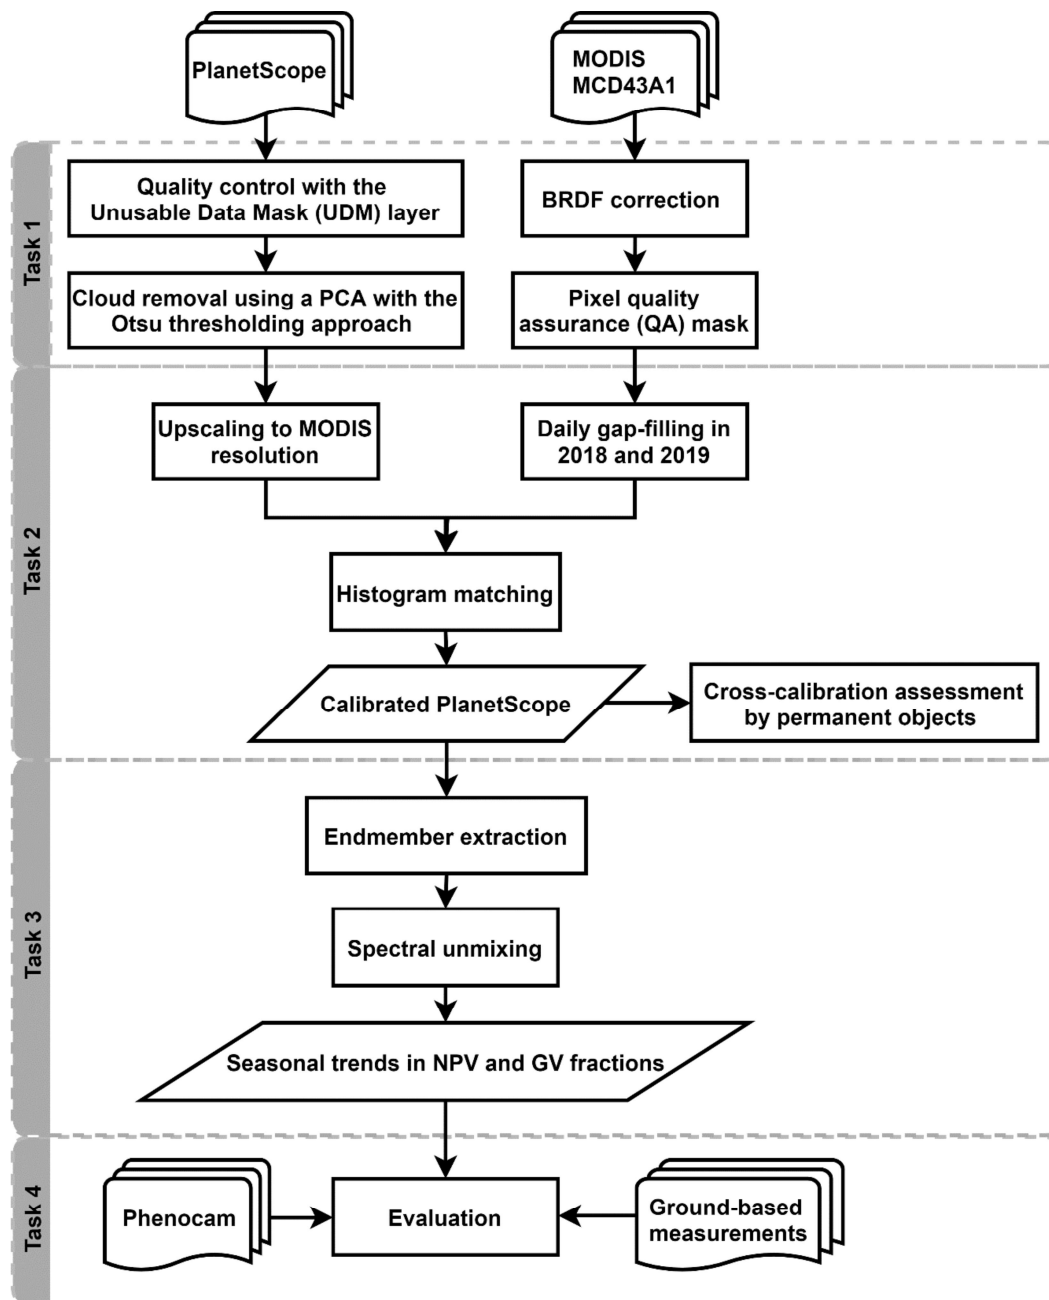 PlanetScope
MODIS
MCD43A1
Task 1
Quality control with the
Unusable Data Mask (UDM) layer
BRDF correction
Cloud removal using a PCA with the
Otsu thresholding approach
Pixel quality
assurance (QA) mask
Task 2
Upscaling to MODIS
resolution
Daily gap-filling in
2018 and 2019
Histogram matching
Calibrated PlanetScope
Cross-calibration assessment
by permanent objects
Task 3
Endmember extraction
Spectral unmixing
Seasonal trends in NPV and GV fractions
Task 4
Phenocam
Evaluation
Ground-based
measurements